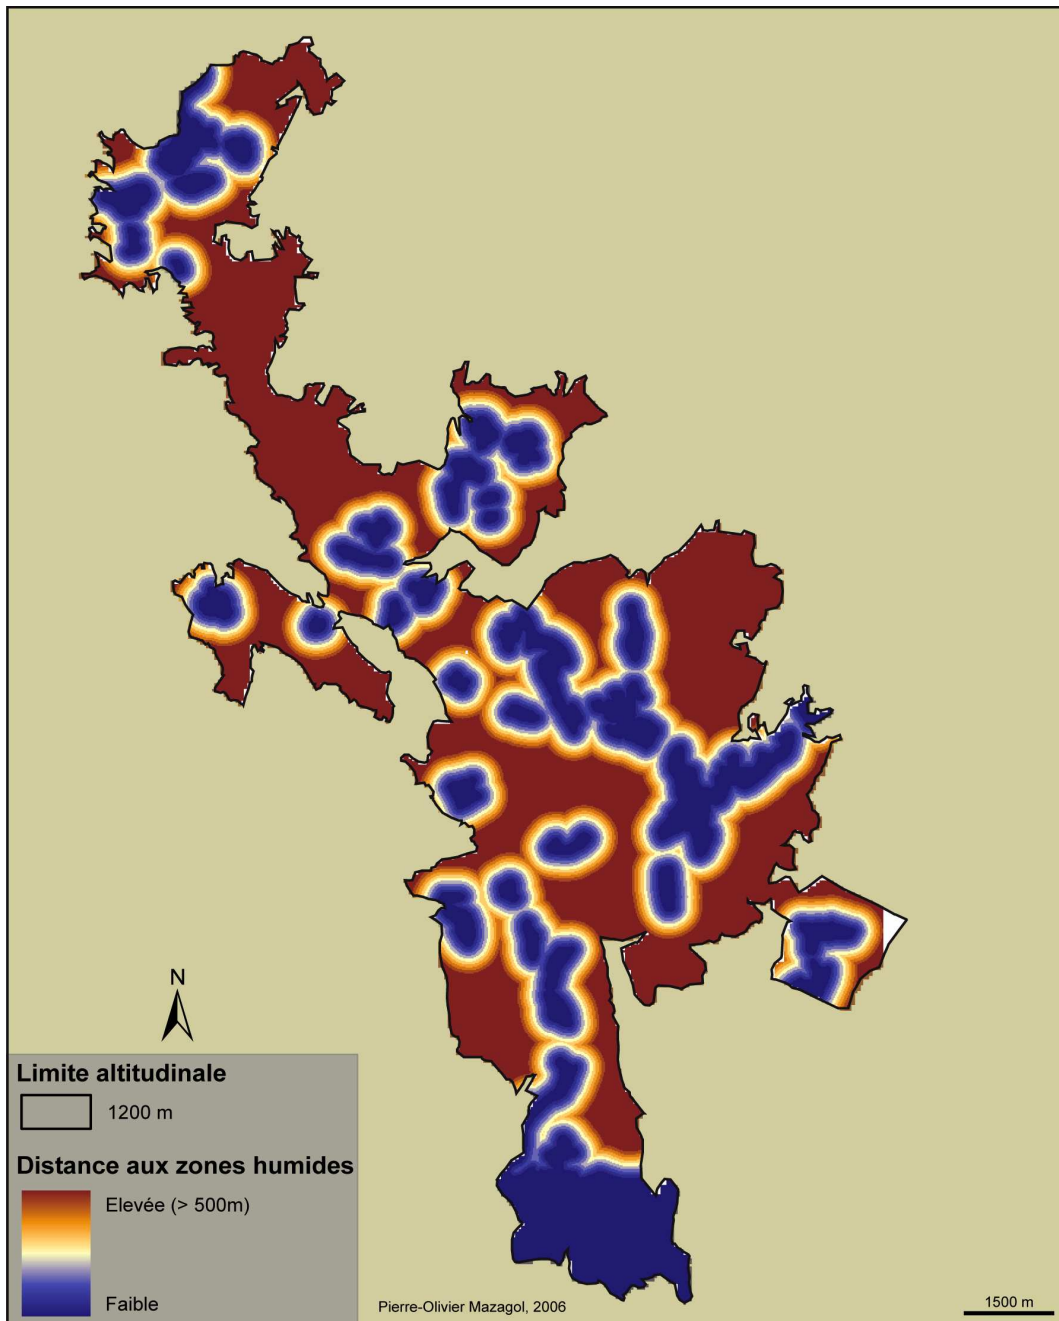 N
Limite altitudinale
1200 m
Distance aux zones humides
Elevée (> 500m)
Faible
Pierre-Olivier Mazagol, 2006
1500 m